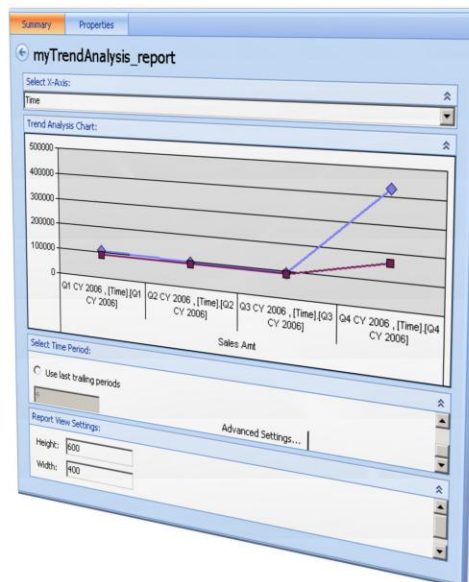 Summary Properties
myTrendAnalysis_report
Select X-Axis:
Time
Trend Analysis Chart:
500000
400000
300000
200000
100000
0
Q1 CY 2006 , [Time].[Q1 Q2 CY 2006 , [Time].[Q2 Q3 CY 2006 , [Time].[Q3 Q4 CY 2006 , [Time].[Q4
CY 2006] CY 2006] CY 2006] CY 2006]
Sales Amt
Select Time Period:
Use last trailing periods
4
Advanced Settings...
Report View Settings:
Height: 600
Width: 400